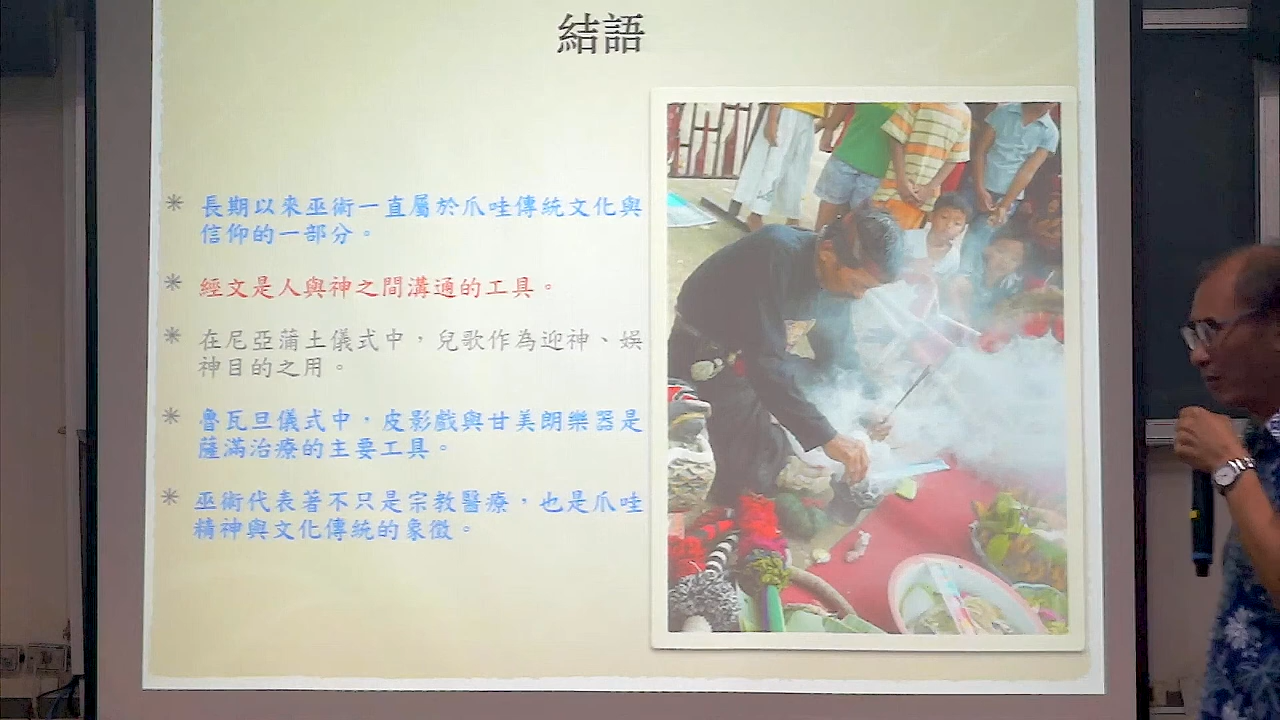 結語
長期以來巫術一直屬於爪哇傳統文化與
信仰的一部分。
經文是人與神之間溝通的工具。
在尼亞蒲土儀式中，兒歌作為迎神、娛
神目的之用。
魯瓦旦儀式中，皮影戲與甘美朗樂器是
薩滿治療的主要工具。
巫術代表著不只是宗教醫療，也是爪哇
精神與文化傳統的象徵。